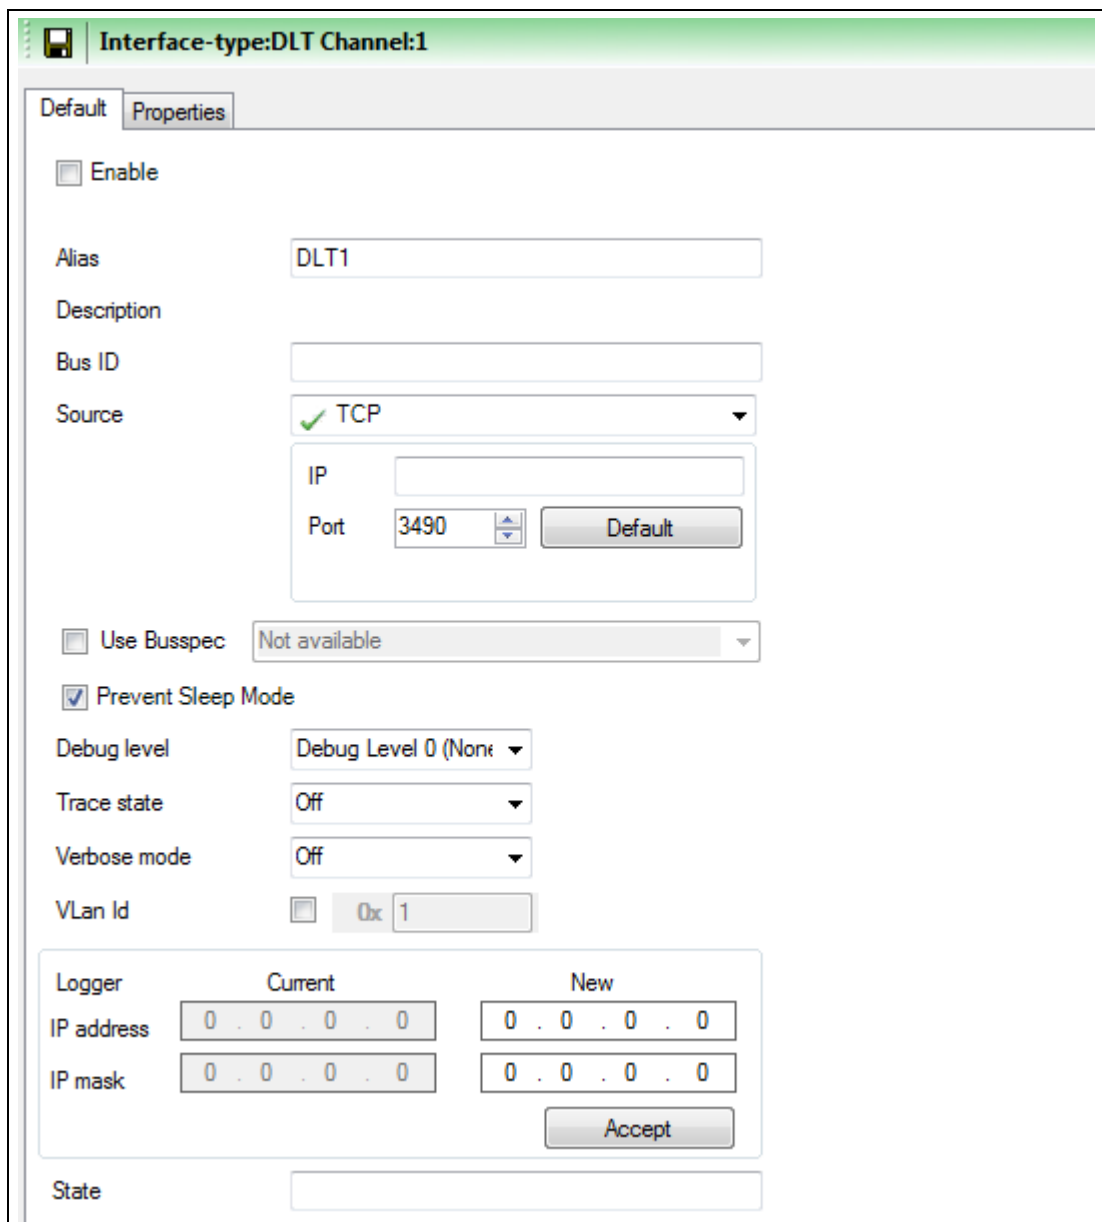 Interface-type:DLT Channel:1
Default Properties
Enable
Alias DLT1
Description
Bus ID
Source TCP
IP
Port 3490 Default
Use Busspec Not available
Prevent Sleep Mode
Debug level Debug Level 0 (None
Trace state Off
Verbose mode Off
VLan Id 0x 1
Logger Current New
IP address 0 . 0 . 0 . 0 0 . 0 . 0 . 0
IP mask 0 . 0 . 0 . 0 0 . 0 . 0 . 0
Accept
State